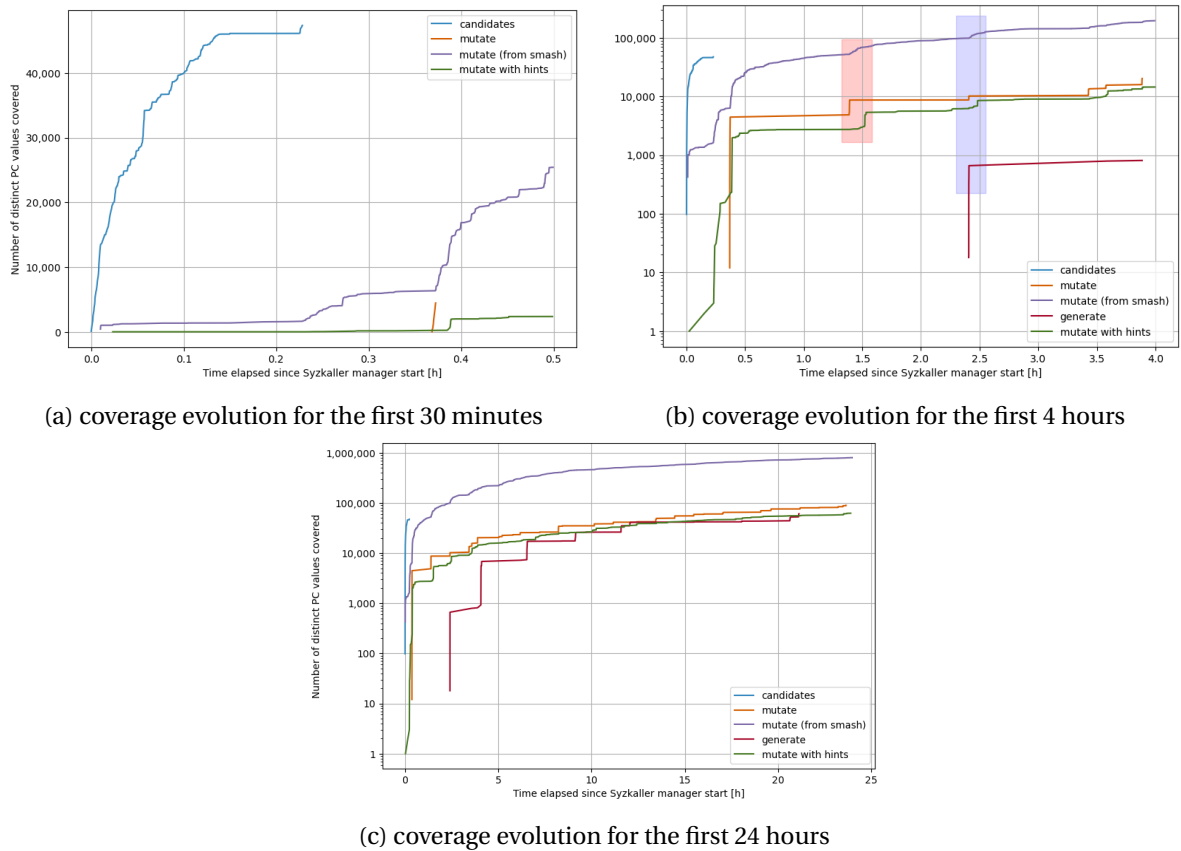 candidates
mutate
mutate (from smash)
mutate with hints
Number of distinct PC values covered
40,000
30,000
20,000
10,000
0
0.0 0.1 0.2 0.3 0.4 0.5
Time elapsed since Syzkaller manager start [h]
(a) coverage evolution for the first 30 minutes
100,000
10,000
1,000
100
10
1
candidates
mutate
mutate (from smash)
generate
mutate with hints
0.0 0.5 1.0 1.5 2.0 2.5 3.0 3.5 4.0
Time elapsed since Syzkaller manager start [h]
(b) coverage evolution for the first 4 hours
Number of distinct PC values covered
1,000,000
100,000
10,000
1,000
100
10
1
candidates
mutate
mutate (from smash)
generate
mutate with hints
0 5 10 15 20 25
Time elapsed since Syzkaller manager start [h]
(c) coverage evolution for the first 24 hours